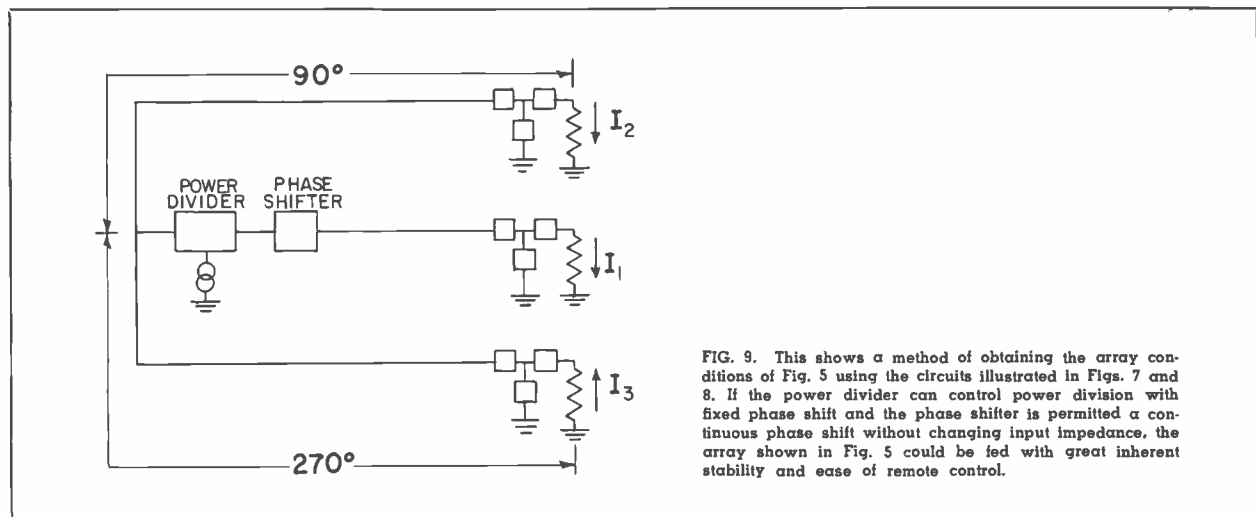 90°
I2
POWER
DIVIDER
PHASE
SHIFTER
I1
I3
270°
FIG. 9. This shows a method of obtaining the array con-
ditions of Fig. 5 using the circuits illustrated in Figs. 7 and
8. If the power divider can control power division with
fixed phase shift and the phase shifter is permitted a con-
tinuous phase shift without changing input impedance, the
array shown in Fig. 5 could be fed with great inherent
stability and ease of remote control.